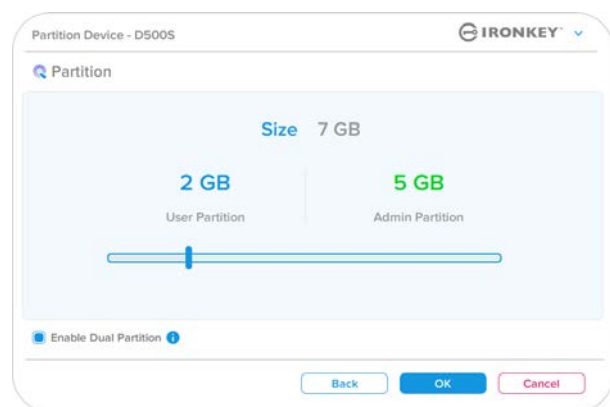 Partition Device - D500S
IRONKEY
Partition
Size 7 GB
2 GB 5 GB
User Partition Admin Partition
Enable Dual Partition
Back OK Cancel